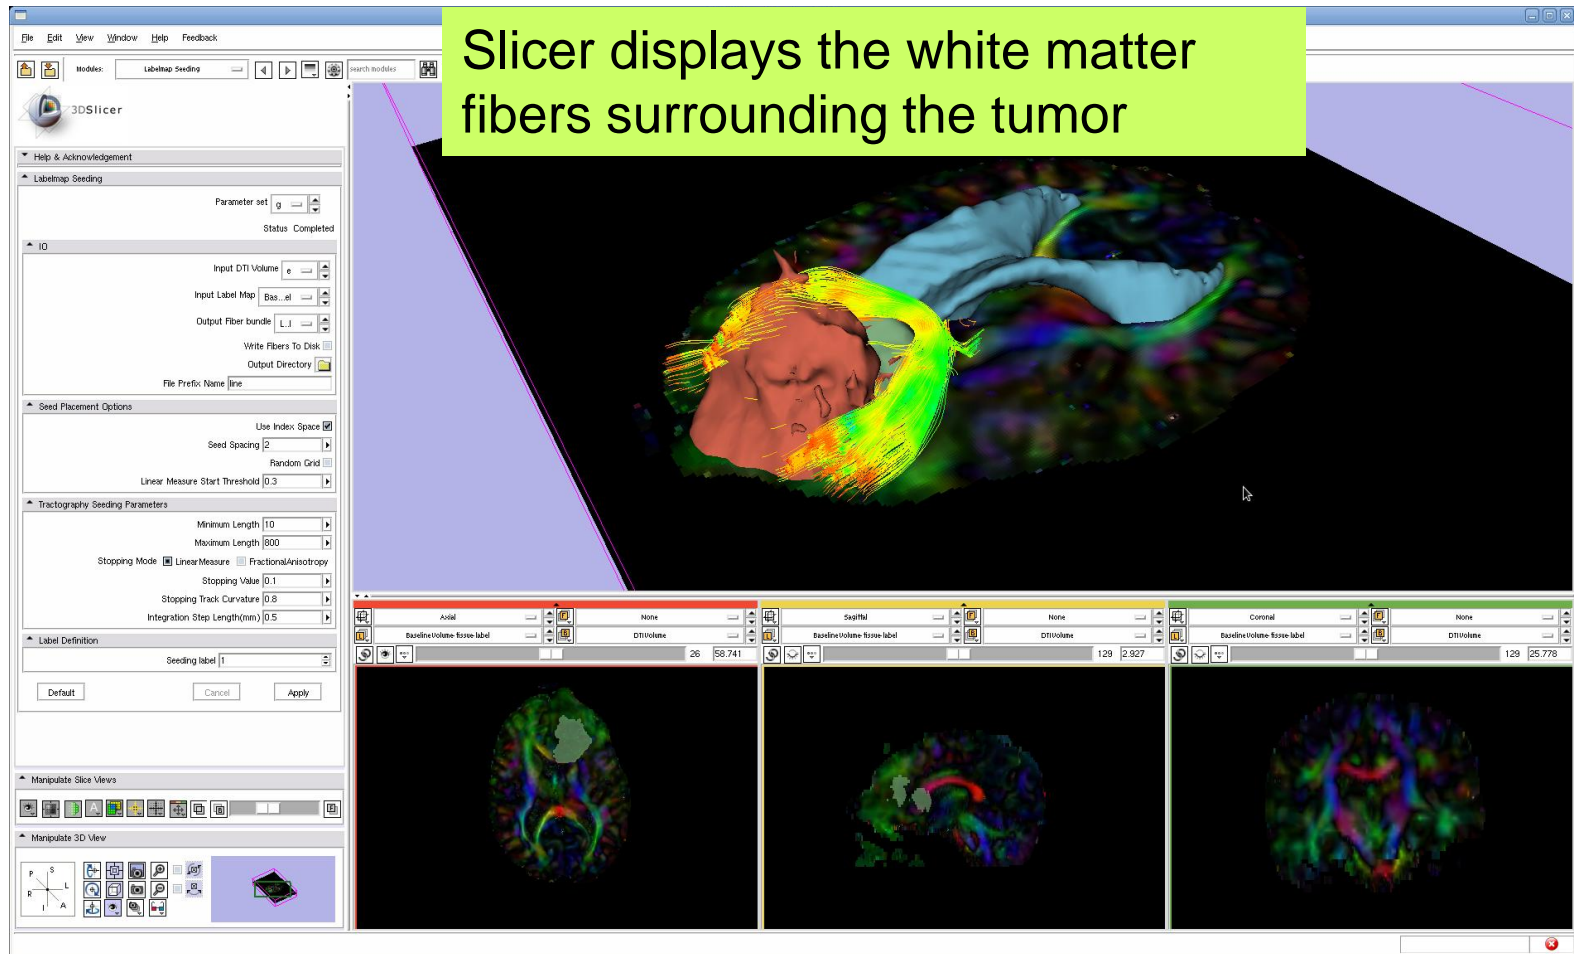 Slicer displays the white matter
fibers surrounding the tumor
File Edit View Window Help Feedback
Modules: Labelmap Seeding search modules
3DSlicer
Help & Acknowledgement
Labelmap Seeding
Parameter set g
Status Completed
IO
Input DTI Volume e
Input Label Map Bas...el
Output Fiber bundle L..l
Write Fibers To Disk
Output Directory
File Prefix Name line
Seed Placement Options
Use Index Space
Seed Spacing 2
Random Grid
Linear Measure Start Threshold 0.3
Tractography Seeding Parameters
Minimum Length 10
Maximum Length 800
Stopping Mode LinearMeasure FractionalAnisotropy
Stopping Value 0.1
Stopping Track Curvature 0.8
Integration Step Length(mm) 0.5
Label Definition
Seeding label 1
Default Cancel Apply
Manipulate Slice Views
Manipulate 3D View
P S L R I A
Axial None
BaselineVolume-tissue-label DTIVolume
26 58.741
Sagittal None
BaselineVolume-tissue-label DTIVolume
129 2.927
Coronal None
BaselineVolume-tissue-label DTIVolume
129 25.778